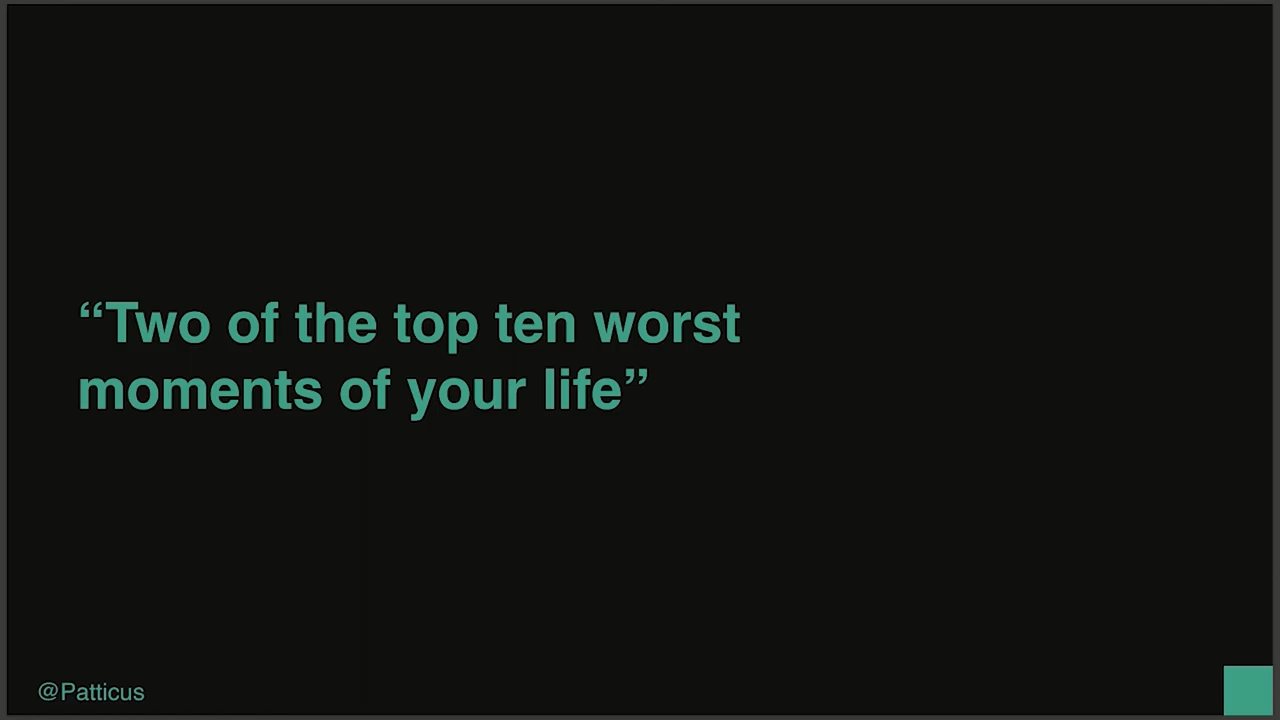 “Two of the top ten worst
moments of your life”
@Patticus